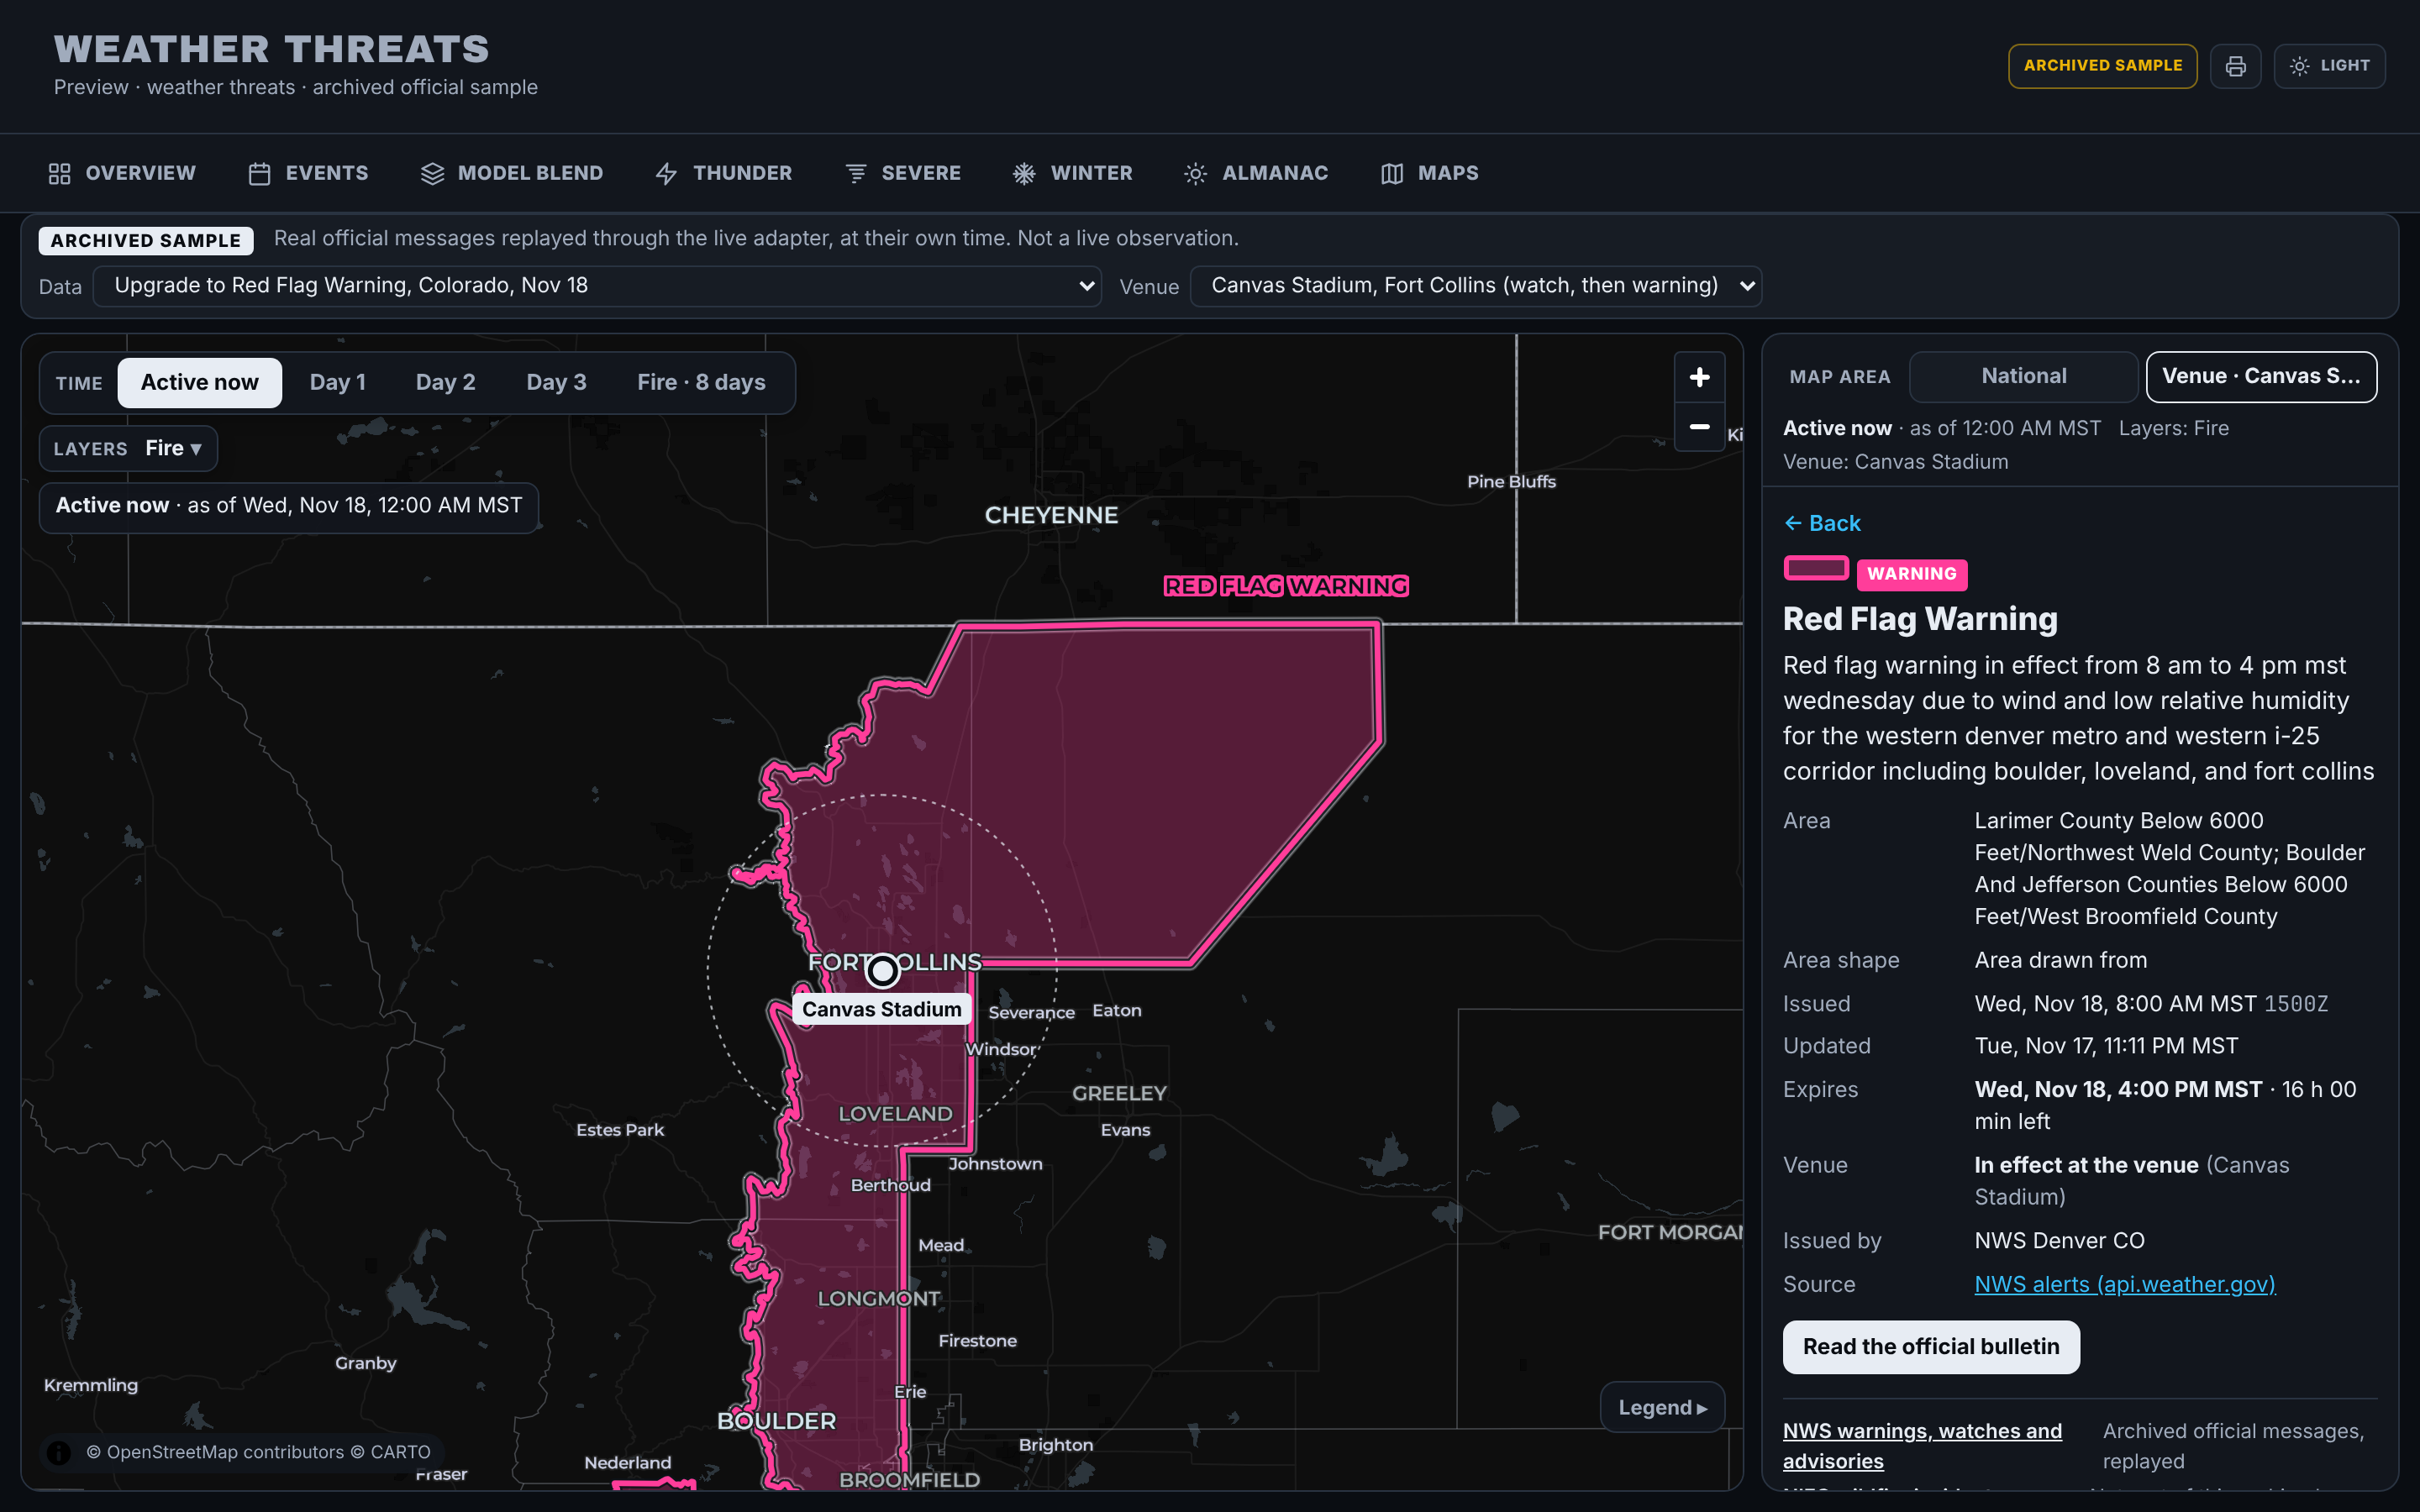 WEATHER THREATS
Preview · weather threats · archived official sample
ARCHIVED SAMPLE
LIGHT
OVERVIEW
EVENTS
MODEL BLEND
THUNDER
SEVERE
WINTER
ALMANAC
MAPS
ARCHIVED SAMPLE Real official messages replayed through the live adapter, at their own time. Not a live observation.
Data Upgrade to Red Flag Warning, Colorado, Nov 18
Venue Canvas Stadium, Fort Collins (watch, then warning)
TIME Active now Day 1 Day 2 Day 3 Fire · 8 days
LAYERS Fire ▾
Active now · as of Wed, Nov 18, 12:00 AM MST
+
−
Ki
Pine Bluffs
CHEYENNE
RED FLAG WARNING
FORT COLLINS
Canvas Stadium
Severance
Eaton
Windsor
GREELEY
LOVELAND
Estes Park
Evans
Johnstown
Berthoud
FORT MORGAN
Mead
LONGMONT
Firestone
Granby
Kremmling
Erie
Legend ▸
BOULDER
Brighton
© OpenStreetMap contributors © CARTO
Nederland
Fraser
BROOMFIELD
MAP AREA National Venue · Canvas S...
Active now · as of 12:00 AM MST Layers: Fire
Venue: Canvas Stadium
← Back
WARNING
Red Flag Warning
Red flag warning in effect from 8 am to 4 pm mst
wednesday due to wind and low relative humidity
for the western denver metro and western i-25
corridor including boulder, loveland, and fort collins
Area Larimer County Below 6000
Feet/Northwest Weld County; Boulder
And Jefferson Counties Below 6000
Feet/West Broomfield County
Area shape Area drawn from
Issued Wed, Nov 18, 8:00 AM MST 1500Z
Updated Tue, Nov 17, 11:11 PM MST
Expires Wed, Nov 18, 4:00 PM MST · 16 h 00
min left
Venue In effect at the venue (Canvas
Stadium)
Issued by NWS Denver CO
Source NWS alerts (api.weather.gov)
Read the official bulletin
NWS warnings, watches and
advisories
Archived official messages,
replayed